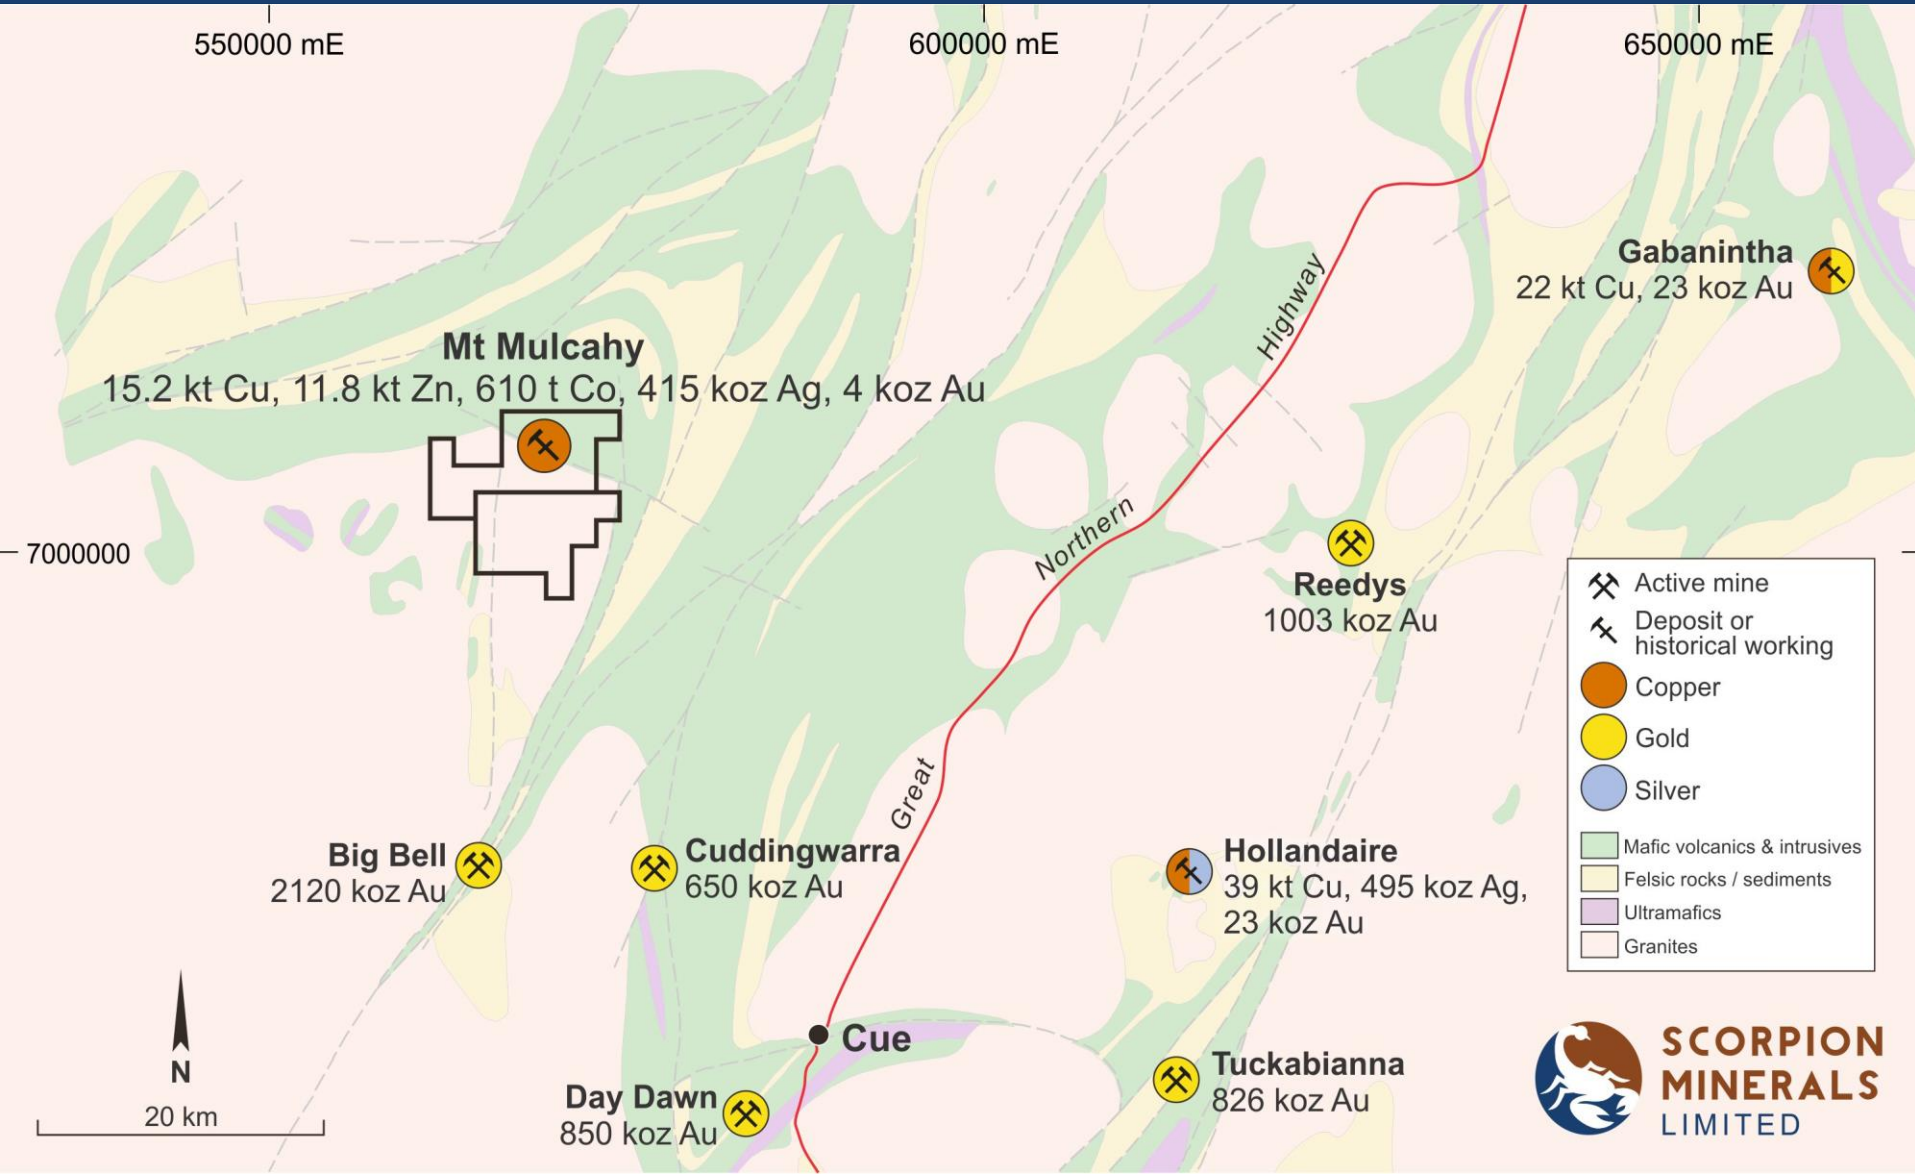 550000 mE
600000 mE
650000 mE
Gabanintha
22 kt Cu, 23 koz Au
Highway
Mt Mulcahy
15.2 kt Cu, 11.8 kt Zn, 610 t Co, 415 koz Ag, 4 koz Au
7000000
Northern
Reedys
1003 koz Au
Great
Big Bell
2120 koz Au
Cuddingwarra
650 koz Au
Hollandaire
39 kt Cu, 495 koz Ag,
23 koz Au
Cue
Day Dawn
850 koz Au
Tuckabianna
826 koz Au
N
20 km
Active mine
Deposit or
historical working
Copper
Gold
Silver
Mafic volcanics & intrusives
Felsic rocks / sediments
Ultramafics
Granites
SCORPION
MINERALS
LIMITED